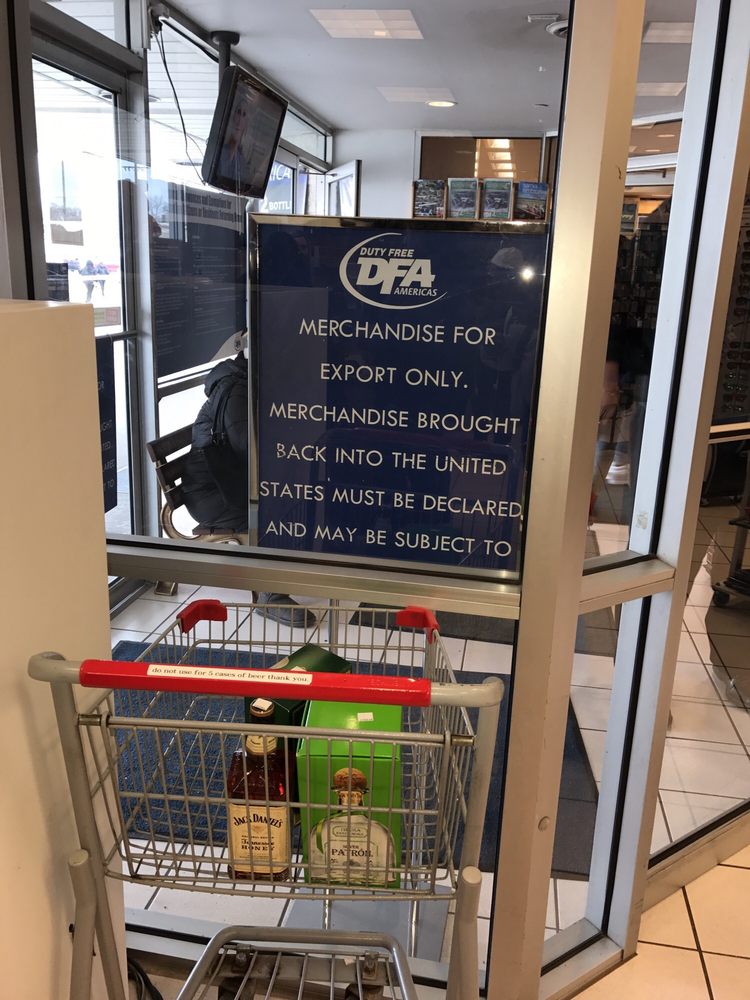 DUTY FREE
DFA
AMERICAS
MERCHANDISE FOR
EXPORT ONLY.
MERCHANDISE BROUGHT
BACK INTO THE UNITED
STATES MUST BE DECLARED
AND MAY BE SUBJECT TO
do not use for 5 cases of beer thank you.
JACK DANIEL'S
Tennessee
HONEY
PATRÓN